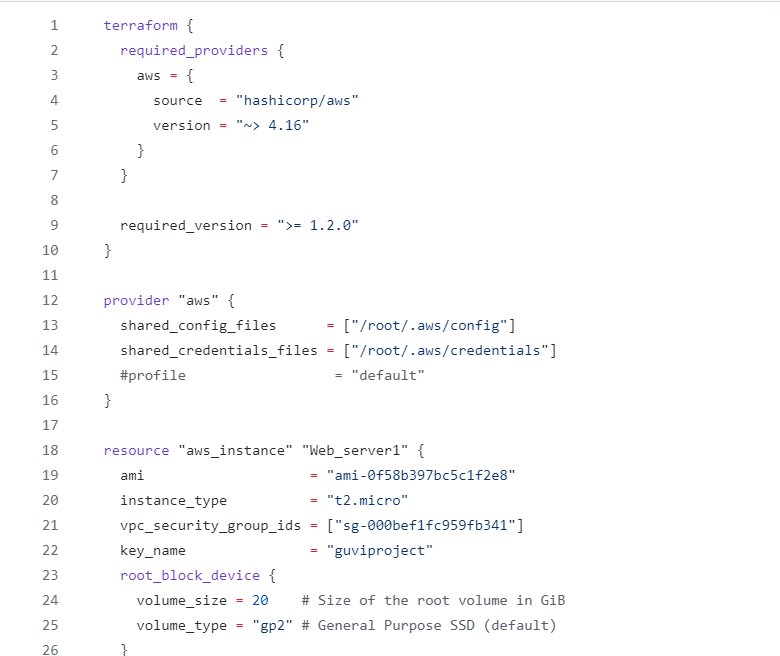 1 terraform {
2   required_providers {
3     aws = {
4       source  = "hashicorp/aws"
5       version = "~> 4.16"
6     }
7   }
8
9   required_version = ">= 1.2.0"
10 }
11
12 provider "aws" {
13   shared_config_files      = ["/root/.aws/config"]
14   shared_credentials_files = ["/root/.aws/credentials"]
15   #profile                  = "default"
16 }
17
18 resource "aws_instance" "Web_server1" {
19   ami                    = "ami-0f58b397bc5c1f2e8"
20   instance_type          = "t2.micro"
21   vpc_security_group_ids = ["sg-000bef1fc959fb341"]
22   key_name               = "guviproject"
23   root_block_device {
24     volume_size = 20    # Size of the root volume in GiB
25     volume_type = "gp2" # General Purpose SSD (default)
26   }